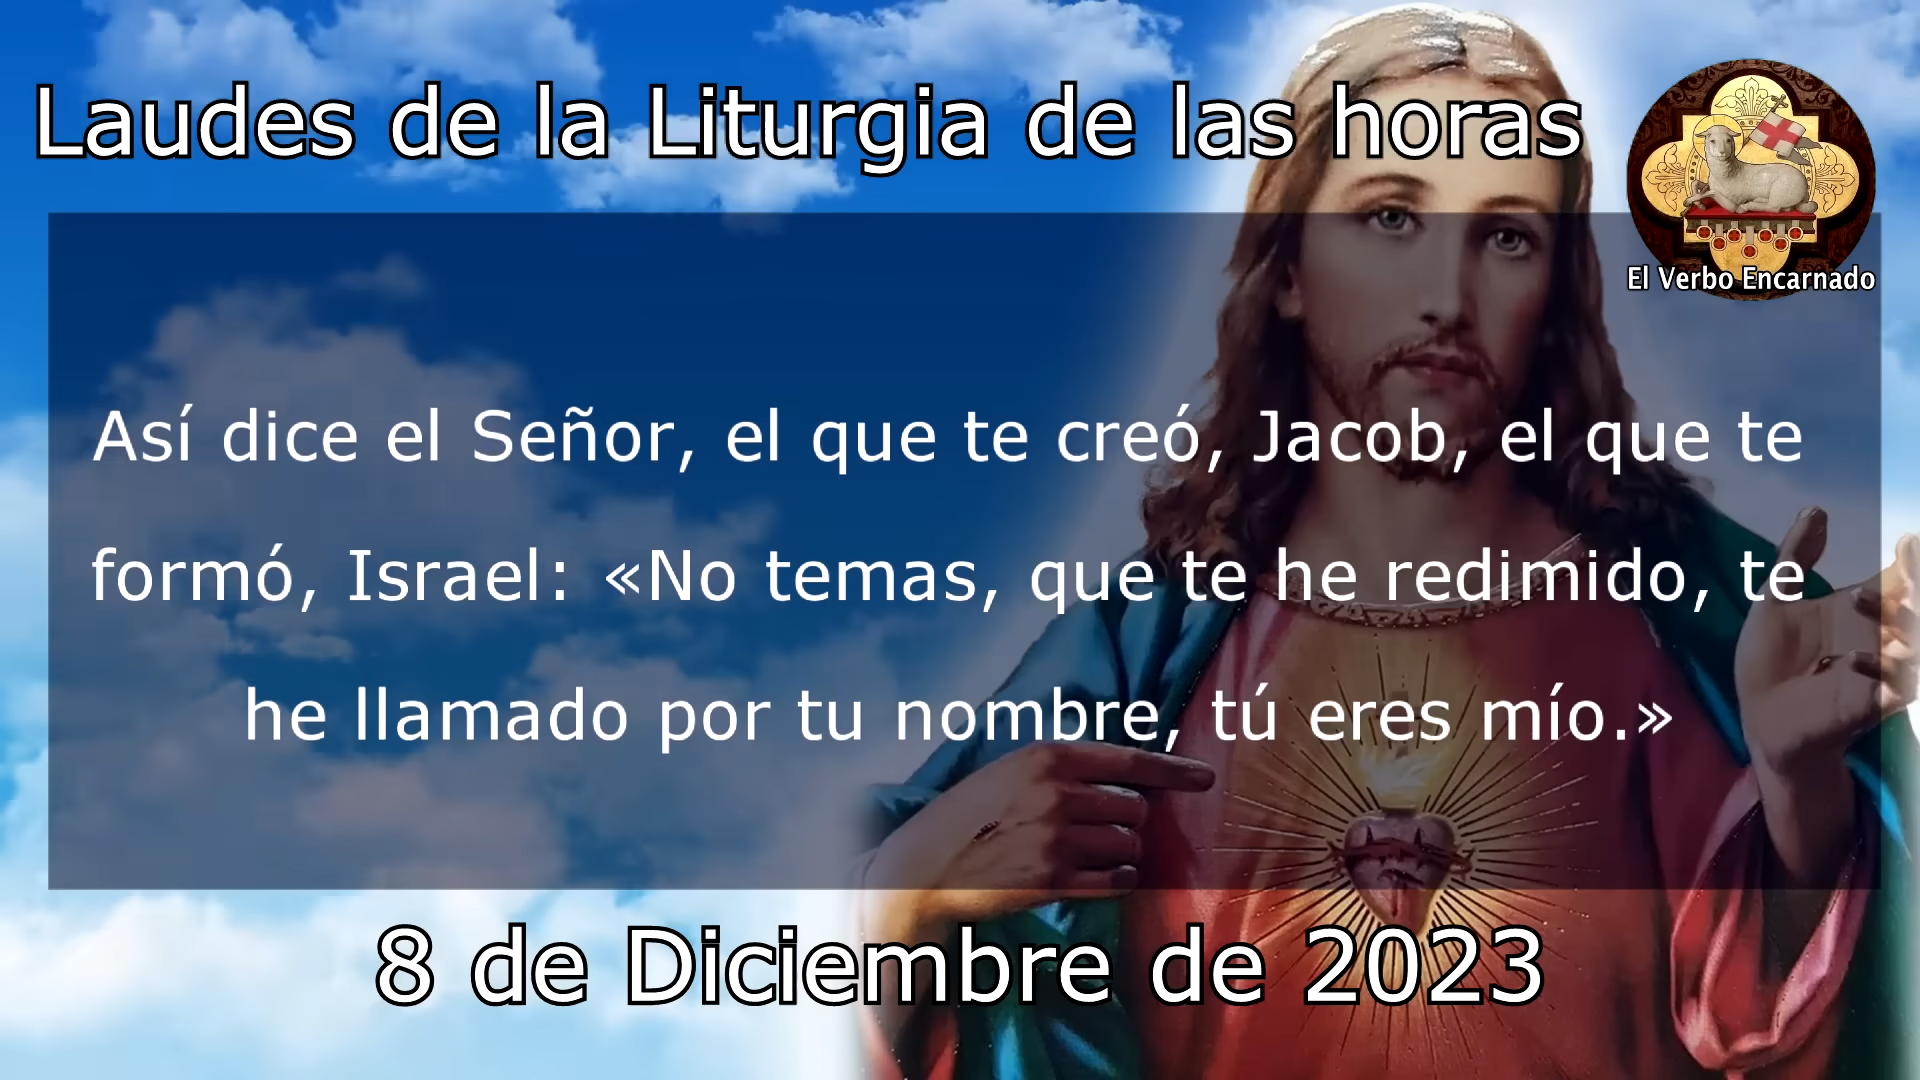 Laudes de la Liturgia de las horas
El Verbo Encarnado
Así dice el Señor, el que te creó, Jacob, el que te
formó, Israel: «No temas, que te he redimido, te
he llamado por tu nombre, tú eres mío.»
8 de Diciembre de 2023